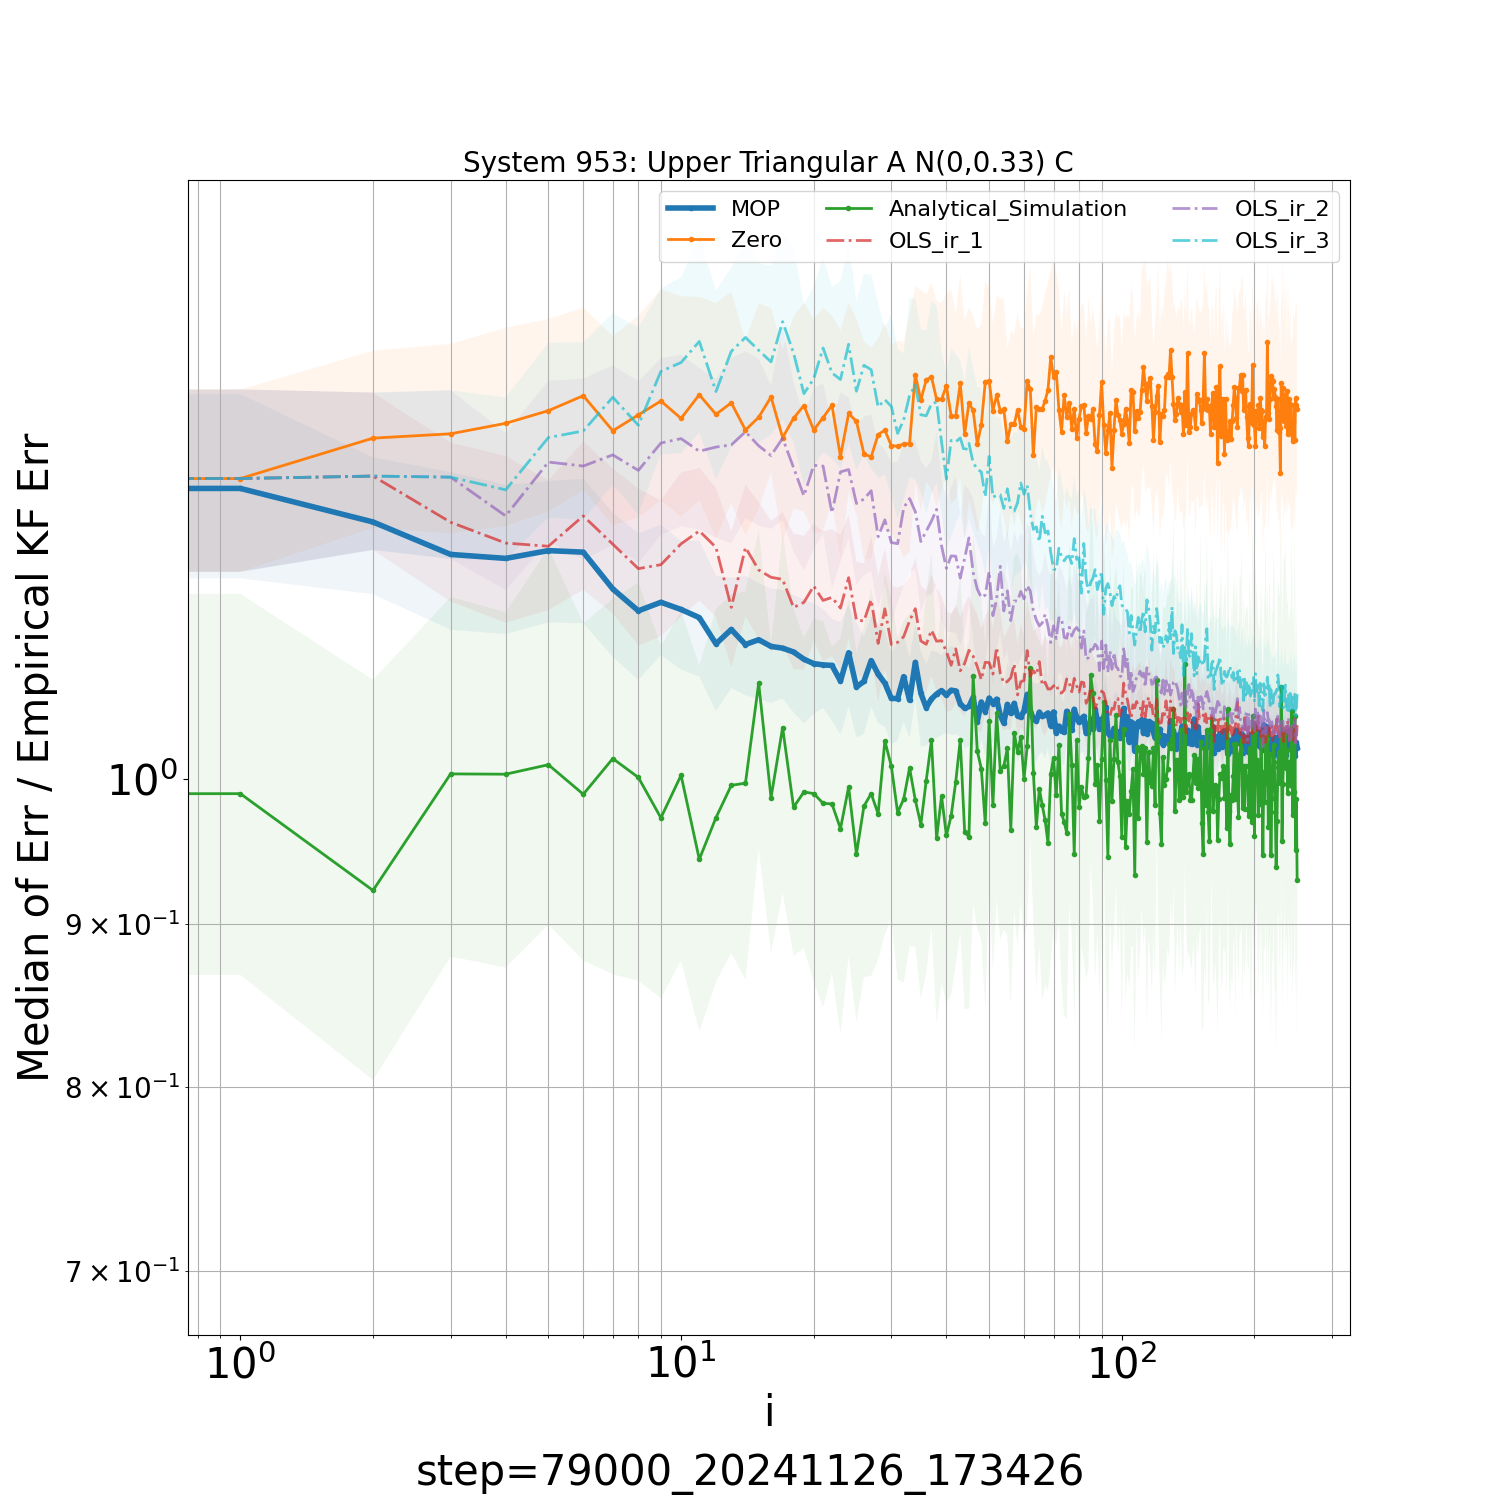 System 953: Upper Triangular A N(0,0.33) C
MOP
Zero
Analytical_Simulation
OLS_ir_1
OLS_ir_2
OLS_ir_3
Median of Err / Empirical KF Err
10⁰
9 × 10⁻¹
8 × 10⁻¹
7 × 10⁻¹
10⁰ 10¹ 10²
i
step=79000_20241126_173426